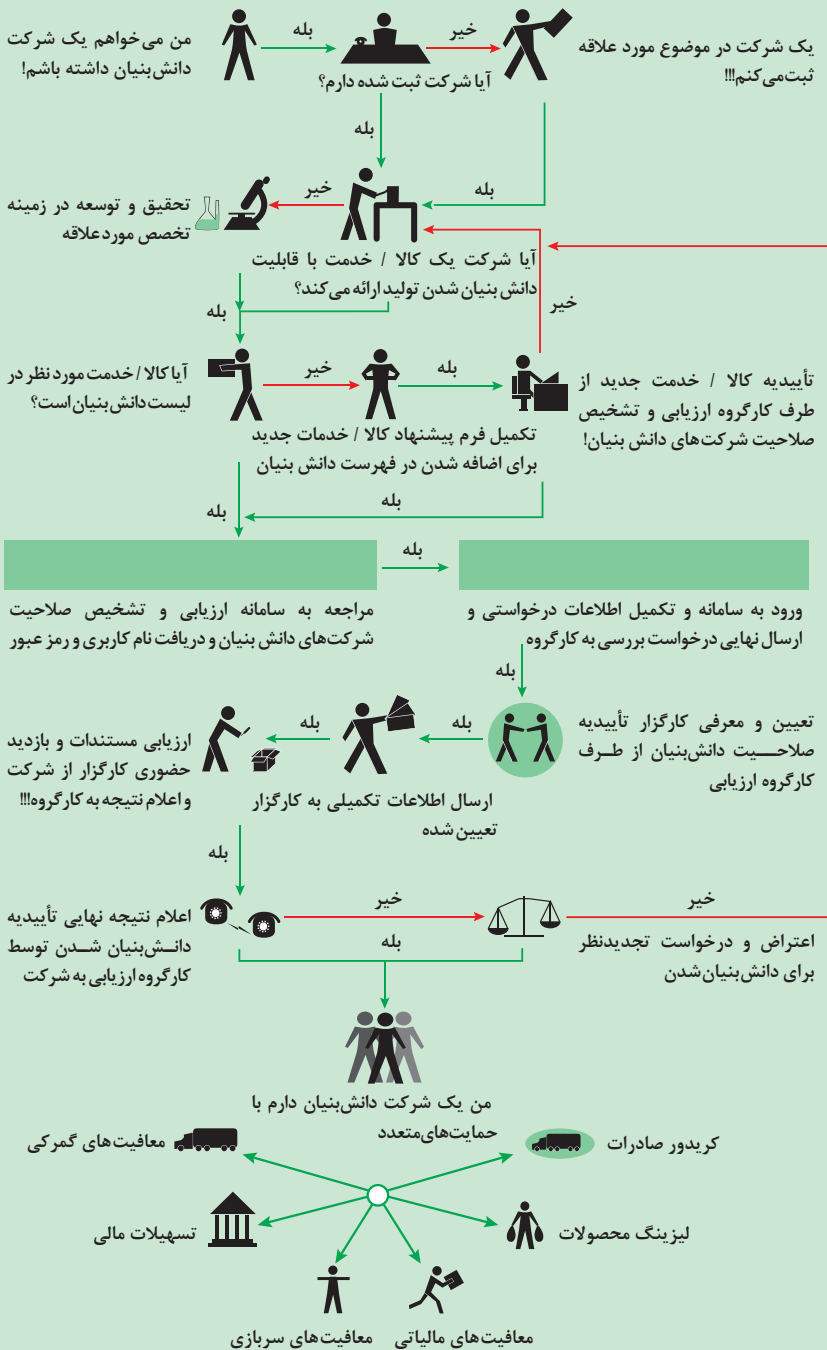 من می‌خواهم یک شرکت
دانش‌بنیان داشته باشم!
بله
آیا شرکت ثبت شده دارم؟
خیر
یک شرکت در موضوع مورد علاقه
ثبت‌می‌کنم!!!
بله
بله
خیر
تحقیق و توسعه در زمینه
تخصص موردعلاقه
آیا شرکت یک کالا / خدمت با قابلیت
دانش‌بنیان شدن تولید ارائه می‌کند؟
خیر
بله
آیا کالا / خدمت مورد نظر در
لیست‌دانش‌بنیان است؟
خیر
بله
تکمیل فرم پیشنهاد کالا / خدمات جدید
برای اضافه شدن در فهرست دانش بنیان
تأییدیه کالا / خدمت جدید از
طرف کارگروه ارزیابی و تشخیص
صلاحیت شرکت‌های دانش بنیان!
بله
بله
بله
مراجعه به سامانه ارزیابی و تشخیص صلاحیت
شرکت‌های دانش بنیان و دریافت نام کاربری و رمز عبور
ورود به سامانه و تکمیل اطلاعات درخواستی و
ارسال نهایی درخواست بررسی به کارگروه
بله
تعیین و معرفی کارگزار تأییدیه
صلاحــیت دانش‌بنیان از طــرف
کارگروه ارزیابی
بله
ارسال اطلاعات تکمیلی به کارگزار
تعیین‌شده
بله
ارزیابی مستندات و بازدید
حضوری کارگزار از شرکت
و اعلام نتیجه به کارگروه!!!
بله
اعلام نتیجه نهایی تأییدیه
دانــش‌بنیان شــدن توسط
کارگروه ارزیابی به شرکت
خیر
بله
خیر
اعتراض و درخواست تجدیدنظر
برای دانش‌بنیان‌شدن
من یک شرکت دانش‌بنیان دارم با
حمایت‌های‌متعدد
کریدور صادرات
معافیت‌های گمرکی
لیزینگ محصولات
تسهیلات مالی
معافیت‌های مالیاتی
معافیت‌های سربازی